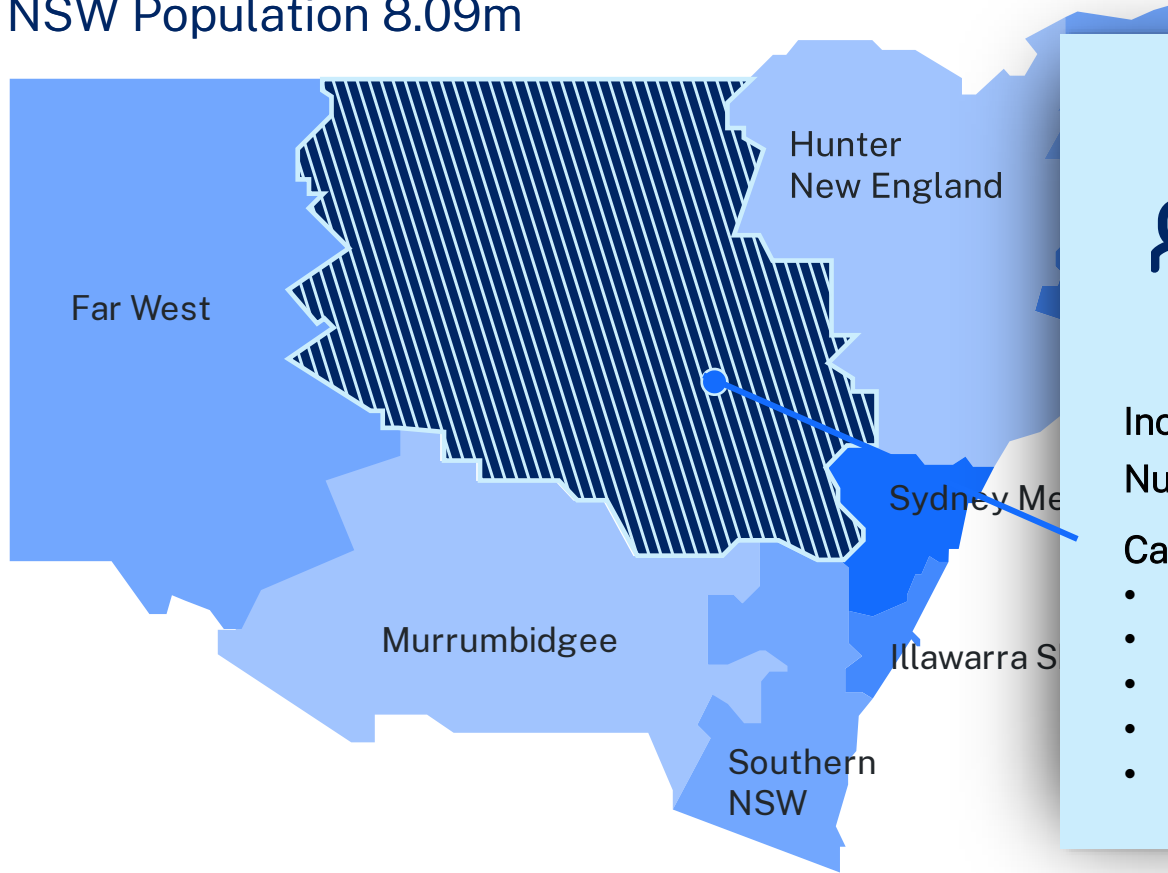 NSW Population 8.09m
Hunter
New England
Far West
Sydney Me
Murrumbidgee
Illawarra S
Southern
NSW
Inc
Nu
Ca
•
•
•
•
•